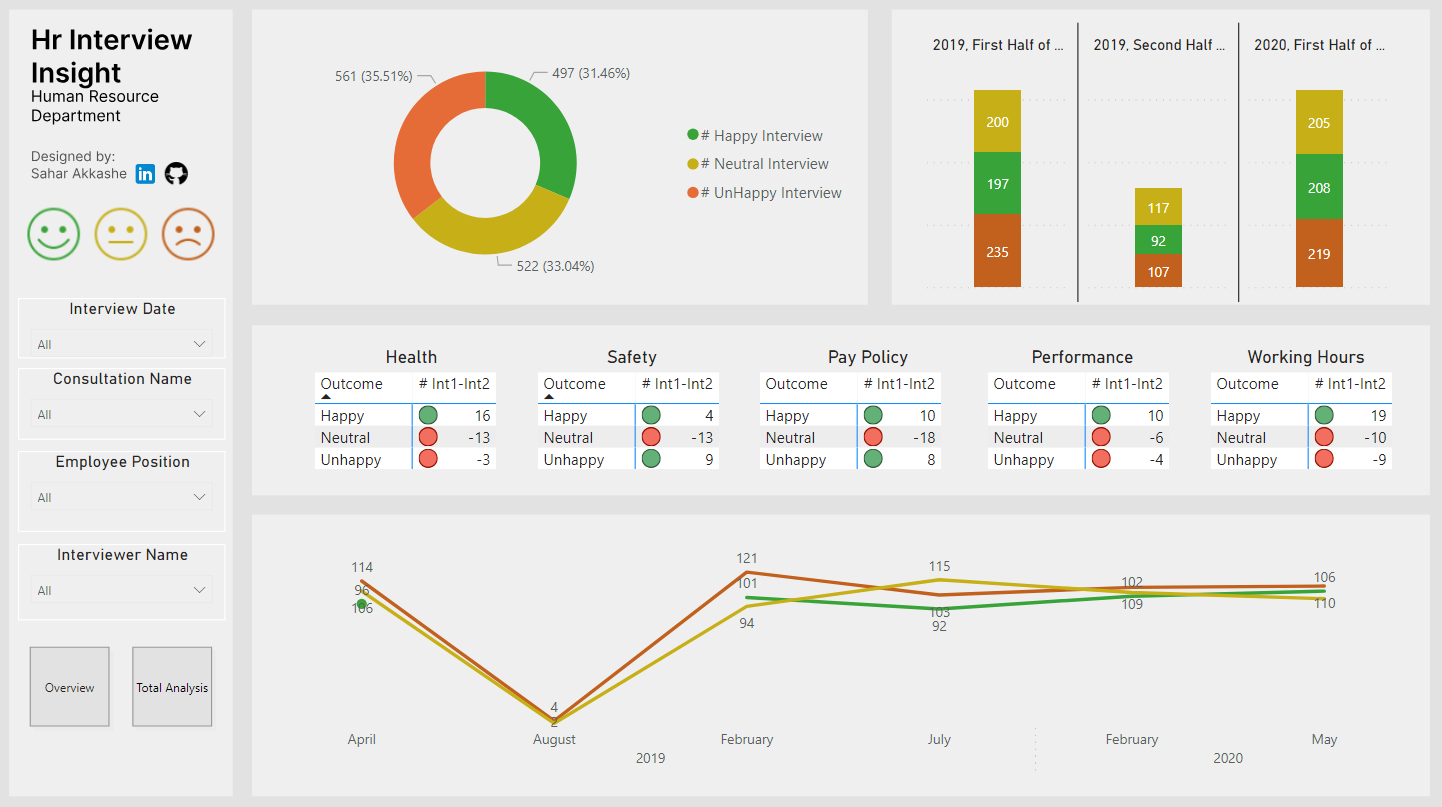 Hr Interview
Insight
Human Resource
Department
Designed by:
Sahar Akkashe
in
Interview Date
All
Consultation Name
All
Employee Position
All
Interviewer Name
All
Overview
Total Analysis
561 (35.51%)
497 (31.46%)
522 (33.04%)
# Happy Interview
# Neutral Interview
# UnHappy Interview
2019, First Half of ...
2019, Second Half ...
2020, First Half of ...
200
197
235
117
92
107
205
208
219
Health
Outcome # Int1-Int2
Happy 16
Neutral -13
Unhappy -3
Safety
Outcome # Int1-Int2
Happy 4
Neutral -13
Unhappy 9
Pay Policy
Outcome # Int1-Int2
Happy 10
Neutral -18
Unhappy 8
Performance
Outcome # Int1-Int2
Happy 10
Neutral -6
Unhappy -4
Working Hours
Outcome # Int1-Int2
Happy 19
Neutral -10
Unhappy -9
114
96
106
4
2
121
101
94
115
103
92
102
109
106
110
April August February July February May
2019 2020